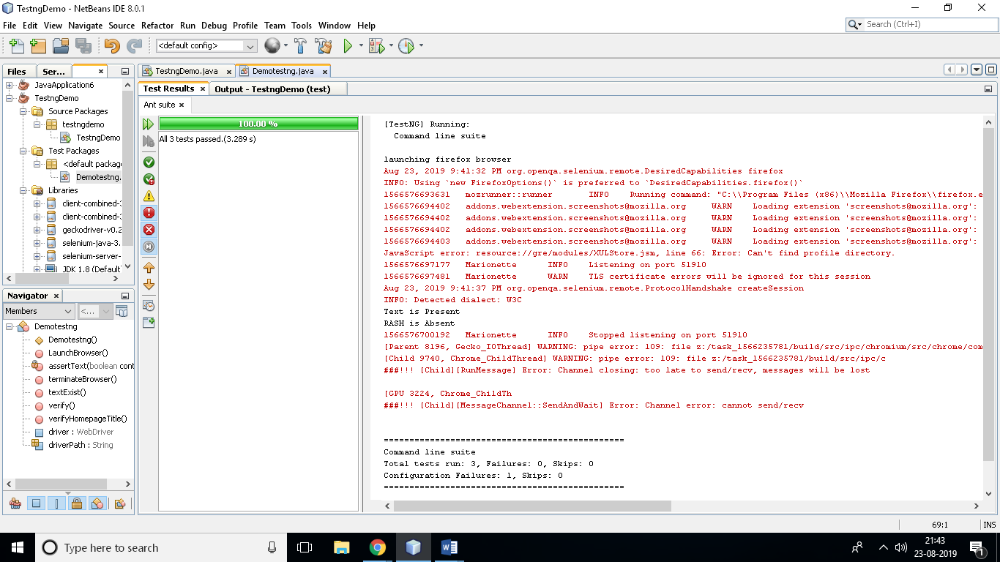 TestngDemo - NetBeans IDE 8.0.1
File Edit View Navigate Source Refactor Run Debug Profile Team Tools Window Help
Search (Ctrl+I)
<default config>
Files Ser...
TestngDemo.java Demotestng.java
JavaApplication6
TestngDemo
Source Packages
testngdemo
TestngDemo
Test Packages
<default packag
Demotestng.
Libraries
client-combined-3
client-combined-3
geckodriver-v0.2
selenium-java-3.
selenium-server-
JDK 1.8 (Default
Navigator
Members <...
Demotestng
Demotestng()
LaunchBrowser()
assertText(boolean cont
terminateBrowser()
textExist()
verify()
verifyHomepageTitle()
driver : WebDriver
driverPath : String
Test Results Output - TestngDemo (test)
Ant suite
100.00 %
All 3 tests passed.(3.289 s)
[TestNG] Running:
Command line suite
launching firefox browser
Aug 23, 2019 9:41:32 PM org.openqa.selenium.remote.DesiredCapabilities firefox
INFO: Using `new FirefoxOptions()` is preferred to `DesiredCapabilities.firefox()`
1566576693631 mozrunner::runner INFO Running command: "C:\\Program Files (x86)\\Mozilla Firefox\\firefox.e
1566576694402 addons.webextension.screenshots@mozilla.org WARN Loading extension 'screenshots@mozilla.org':
1566576694402 addons.webextension.screenshots@mozilla.org WARN Loading extension 'screenshots@mozilla.org':
1566576694402 addons.webextension.screenshots@mozilla.org WARN Loading extension 'screenshots@mozilla.org':
1566576694403 addons.webextension.screenshots@mozilla.org WARN Loading extension 'screenshots@mozilla.org':
JavaScript error: resource://gre/modules/XULStore.jsm, line 66: Error: Can't find profile directory.
1566576697177 Marionette INFO Listening on port 51910
1566576697481 Marionette WARN TLS certificate errors will be ignored for this session
Aug 23, 2019 9:41:37 PM org.openqa.selenium.remote.ProtocolHandshake createSession
INFO: Detected dialect: W3C
Text is Present
RASH is Absent
1566576700192 Marionette INFO Stopped listening on port 51910
[Parent 8196, Gecko_IOThread] WARNING: pipe error: 109: file z:/task_1566235781/build/src/ipc/chromium/src/chrome/com
[Child 9740, Chrome_ChildThread] WARNING: pipe error: 109: file z:/task_1566235781/build/src/ipc/c
###!!! [Child][RunMessage] Error: Channel closing: too late to send/recv, messages will be lost
[GPU 3224, Chrome_ChildTh
###!!! [Child][MessageChannel::SendAndWait] Error: Channel error: cannot send/recv
===============================================
Command line suite
Total tests run: 3, Failures: 0, Skips: 0
Configuration Failures: 1, Skips: 0
===============================================
69:1 INS
Type here to search
21:43
23-08-2019
1